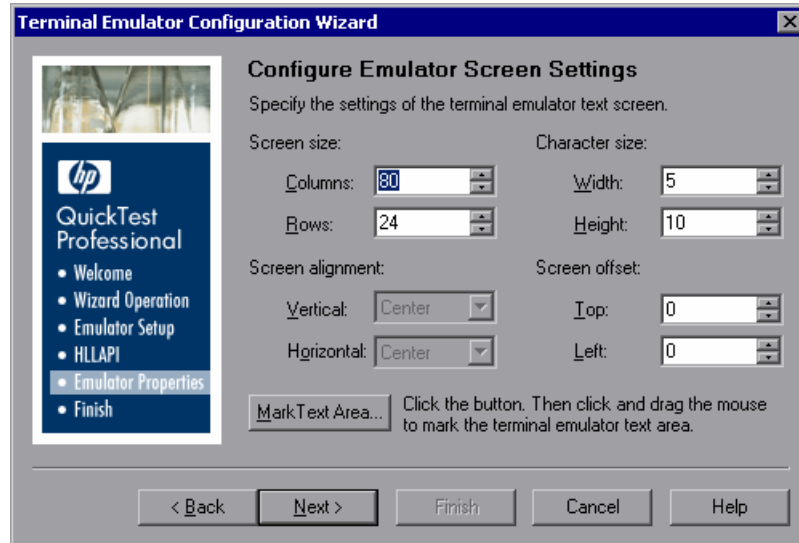 Terminal Emulator Configuration Wizard
hp
QuickTest
Professional
• Welcome
• Wizard Operation
• Emulator Setup
• HLLAPI
• Emulator Properties
• Finish
Configure Emulator Screen Settings
Specify the settings of the terminal emulator text screen.
Screen size:
Columns: 80
Rows: 24
Character size:
Width: 5
Height: 10
Screen alignment:
Vertical: Center
Horizontal: Center
Screen offset:
Top: 0
Left: 0
MarkText Area...
Click the button. Then click and drag the mouse
to mark the terminal emulator text area.
< Back Next > Finish Cancel Help